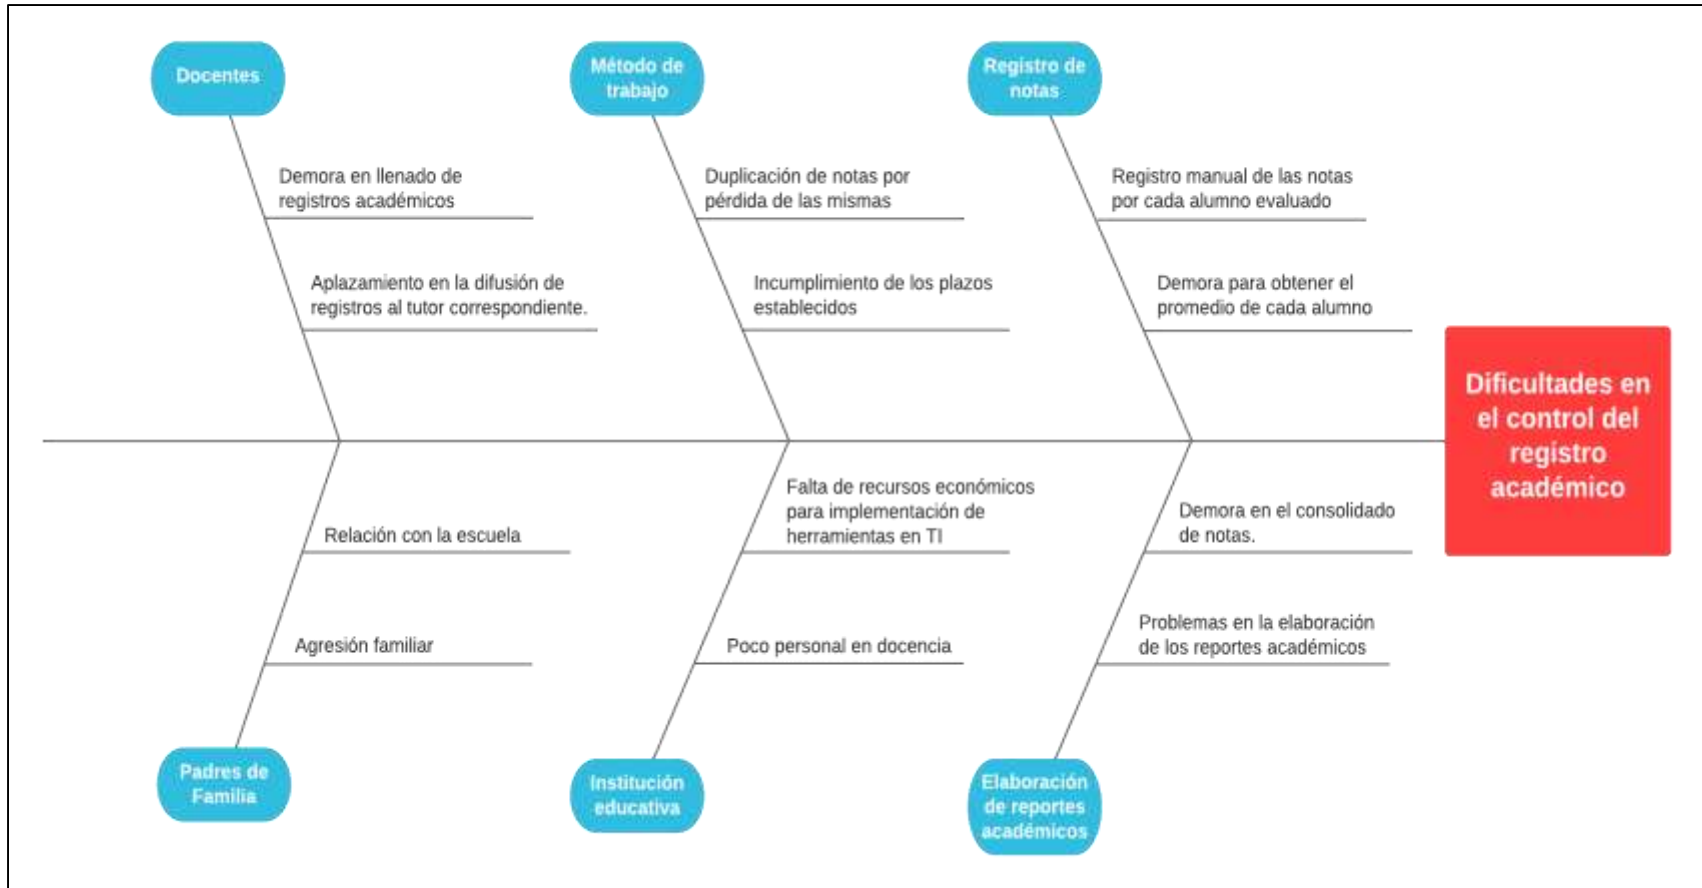 Docentes
Método de
trabajo
Registro de
notas
Demora en llenado de
registros académicos
Duplicación de notas por
pérdida de las mismas
Registro manual de las notas
por cada alumno evaluado
Aplazamiento en la difusión de
registros al tutor correspondiente.
Incumplimiento de los plazos
establecidos
Demora para obtener el
promedio de cada alumno
Dificultades en
el control del
registro
académico
Relación con la escuela
Falta de recursos económicos
para implementación de
herramientas en TI
Demora en el consolidado
de notas.
Agresión familiar
Poco personal en docencia
Problemas en la elaboración
de los reportes académicos
Padres de
Familia
Institución
educativa
Elaboración
de reportes
académicos